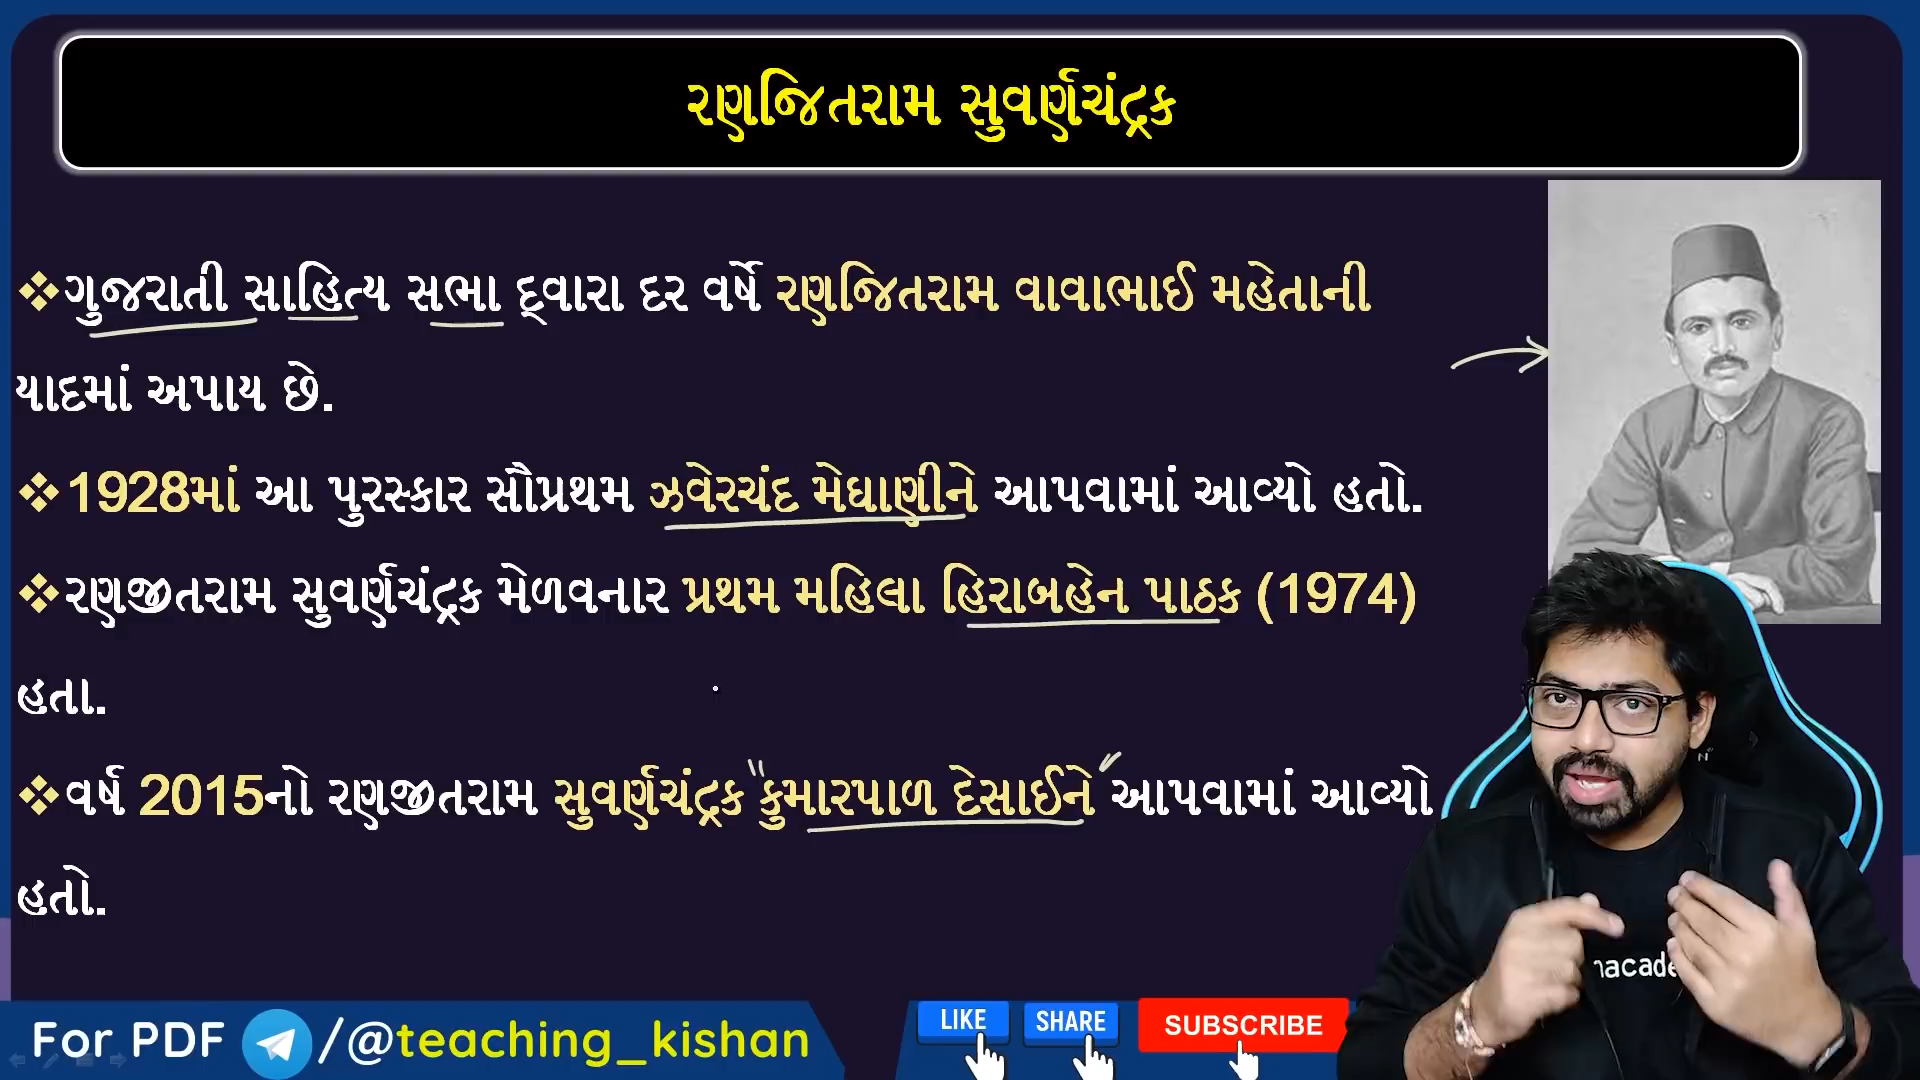 રણજિતરામ સુવર્ણચંદ્રક
❖ગુજરાતી સાહિત્ય સભા દ્વારા દર વર્ષે રણજિતરામ વાવાભાઈ મહેતાની
યાદમાં અપાય છે.
❖1928માં આ પુરસ્કાર સૌપ્રથમ ઝવેરચંદ મેઘાણીને આપવામાં આવ્યો હતો.
❖રણજીતરામ સુવર્ણચંદ્રક મેળવનાર પ્રથમ મહિલા હિરાબહેન પાઠક (1974)
હતા.
❖વર્ષ 2015નો રણજીતરામ સુવર્ણચંદ્રક "કુમારપાળ દેસાઈને" આપવામાં આવ્યો
હતો.
For PDF /@teaching_kishan
LIKE SHARE SUBSCRIBE